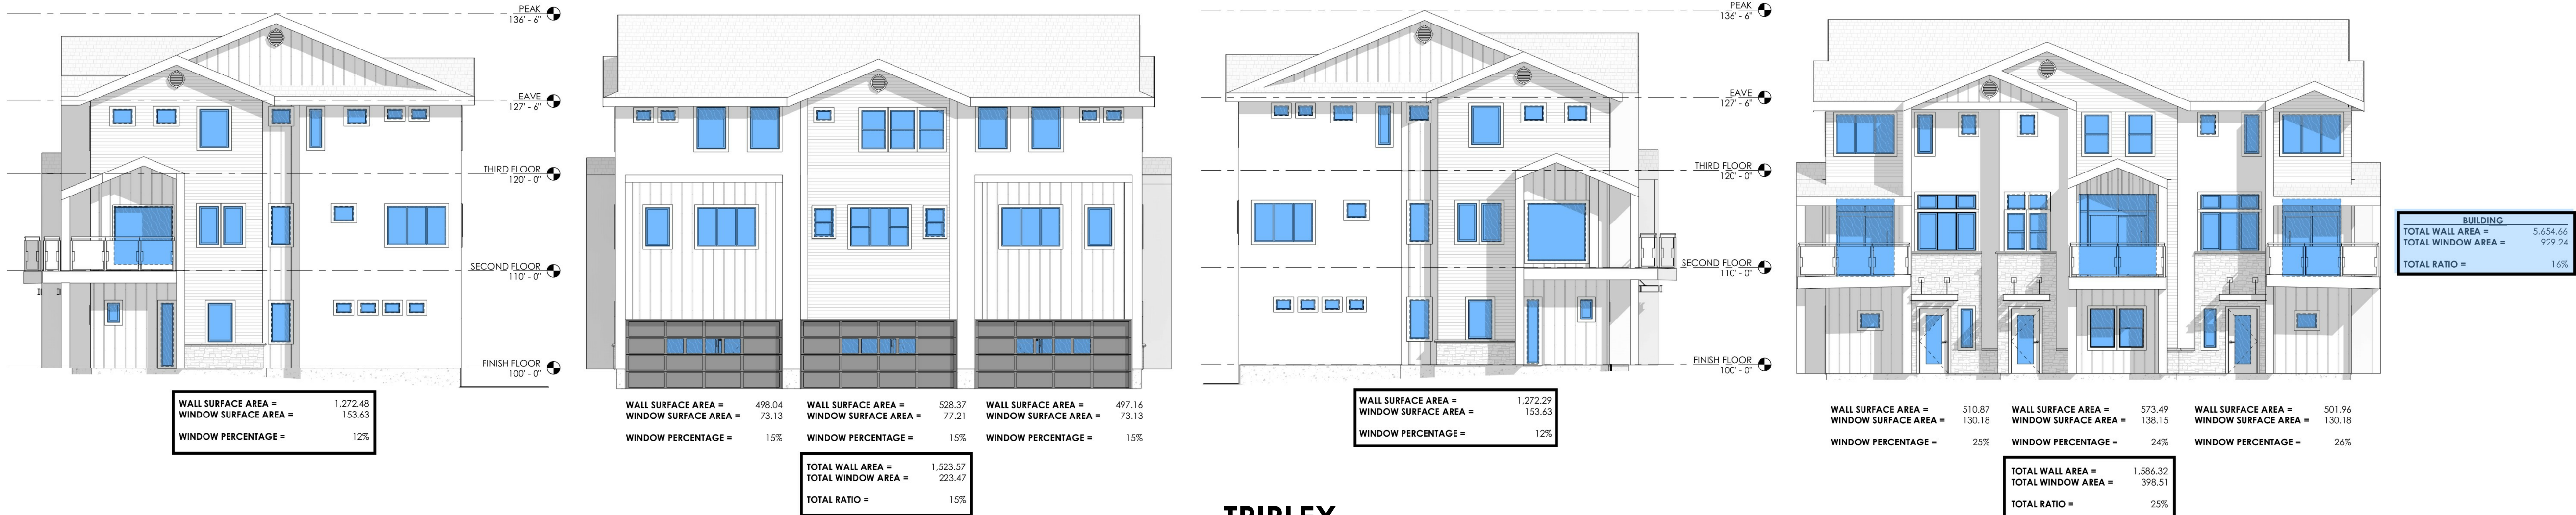 PEAK
136' - 6"
EAVE
127' - 6"
THIRD FLOOR
120' - 0"
SECOND FLOOR
110' - 0"
FINISH FLOOR
100' - 0"
WALL SURFACE AREA = 1,272.48
WINDOW SURFACE AREA = 153.63
WINDOW PERCENTAGE = 12%
WALL SURFACE AREA = 498.04
WINDOW SURFACE AREA = 73.13
WINDOW PERCENTAGE = 15%
WALL SURFACE AREA = 528.37
WINDOW SURFACE AREA = 77.21
WINDOW PERCENTAGE = 15%
WALL SURFACE AREA = 497.16
WINDOW SURFACE AREA = 73.13
WINDOW PERCENTAGE = 15%
TOTAL WALL AREA = 1,523.57
TOTAL WINDOW AREA = 223.47
TOTAL RATIO = 15%
PEAK
136' - 6"
EAVE
127' - 6"
THIRD FLOOR
120' - 0"
SECOND FLOOR
110' - 0"
FINISH FLOOR
100' - 0"
WALL SURFACE AREA = 1,272.29
WINDOW SURFACE AREA = 153.63
WINDOW PERCENTAGE = 12%
TRIPLEX
WALL SURFACE AREA = 510.87
WINDOW SURFACE AREA = 130.18
WINDOW PERCENTAGE = 25%
WALL SURFACE AREA = 573.49
WINDOW SURFACE AREA = 138.15
WINDOW PERCENTAGE = 24%
WALL SURFACE AREA = 501.96
WINDOW SURFACE AREA = 130.18
WINDOW PERCENTAGE = 26%
TOTAL WALL AREA = 1,586.32
TOTAL WINDOW AREA = 398.51
TOTAL RATIO = 25%
BUILDING
TOTAL WALL AREA = 5,654.66
TOTAL WINDOW AREA = 929.24
TOTAL RATIO = 16%